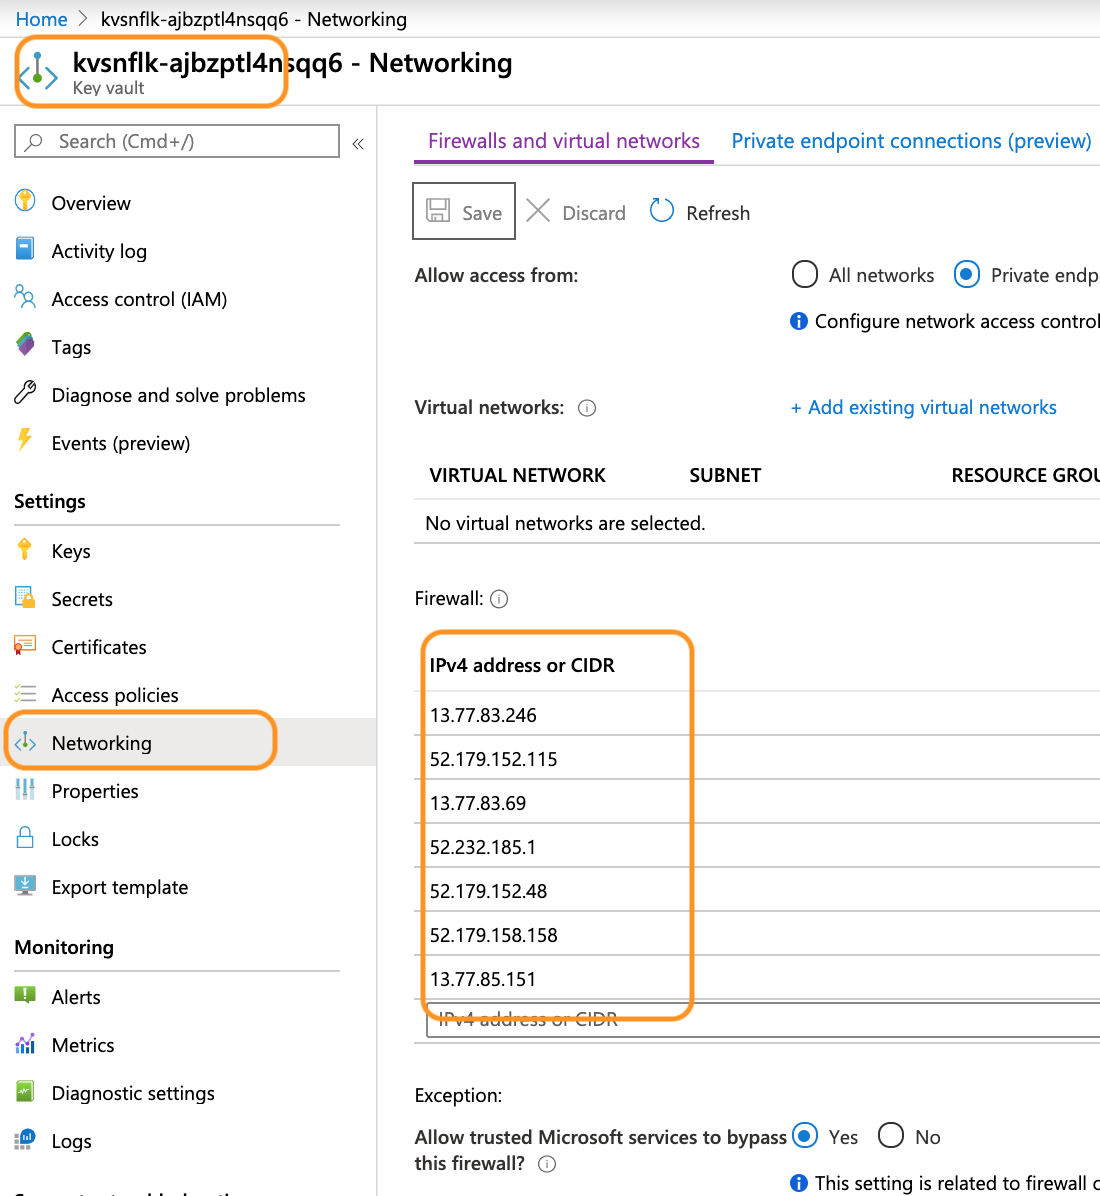 Home > kvsnflk-ajbzptl4nsqq6 - Networking
kvsnflk-ajbzptl4nsqq6 - Networking
Key vault
Search (Cmd+/)
«
Overview
Activity log
Access control (IAM)
Tags
Diagnose and solve problems
Events (preview)
Settings
Keys
Secrets
Certificates
Access policies
Networking
Properties
Locks
Export template
Monitoring
Alerts
Metrics
Diagnostic settings
Logs
Firewalls and virtual networks Private endpoint connections (preview)
Save Discard Refresh
Allow access from: All networks Private endp
Configure network access control
Virtual networks: + Add existing virtual networks
VIRTUAL NETWORK SUBNET RESOURCE GROU
No virtual networks are selected.
Firewall:
IPv4 address or CIDR
13.77.83.246
52.179.152.115
13.77.83.69
52.232.185.1
52.179.152.48
52.179.158.158
13.77.85.151
IPv4 address or CIDR
Exception:
Allow trusted Microsoft services to bypass Yes No
this firewall?
This setting is related to firewall